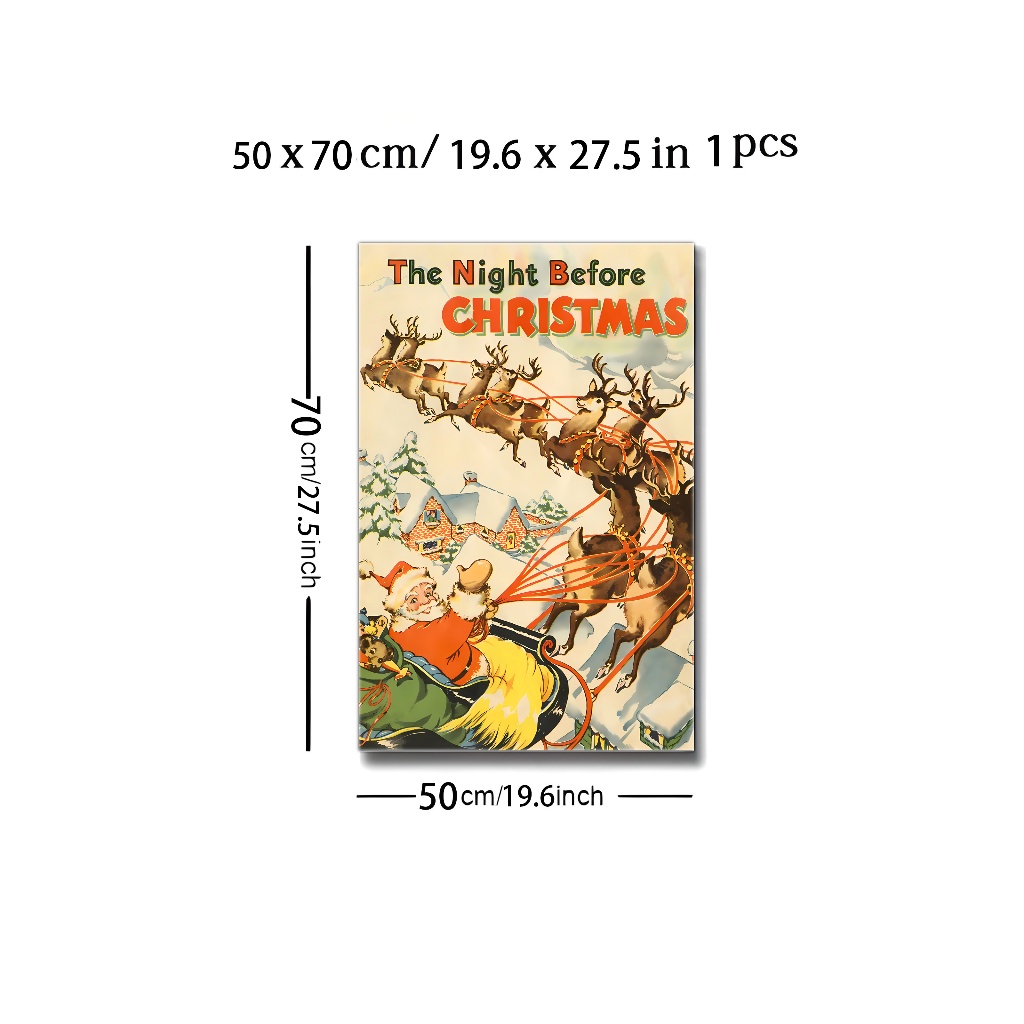 50 x 70 cm/ 19.6 x 27.5 in 1 pcs
The Night Before
CHRISTMAS
70cm/27.5inch
50cm/19.6inch